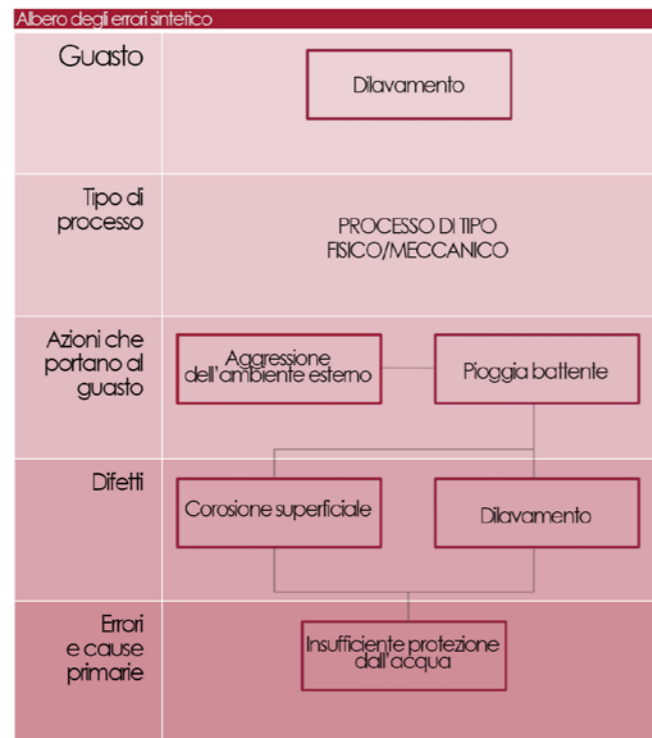 Albero degli errori sintetico
Guasto
Dilavamento
Tipo di
processo
PROCESSO DI TIPO
FISICO/MECCANICO
Azioni che
portano al
guasto
Aggressione
dell'ambiente esterno
Pioggia battente
Difetti
Corosione superficiale
Dilavamento
Errori
e cause
primarie
Insufficiente protezione
dall'acqua